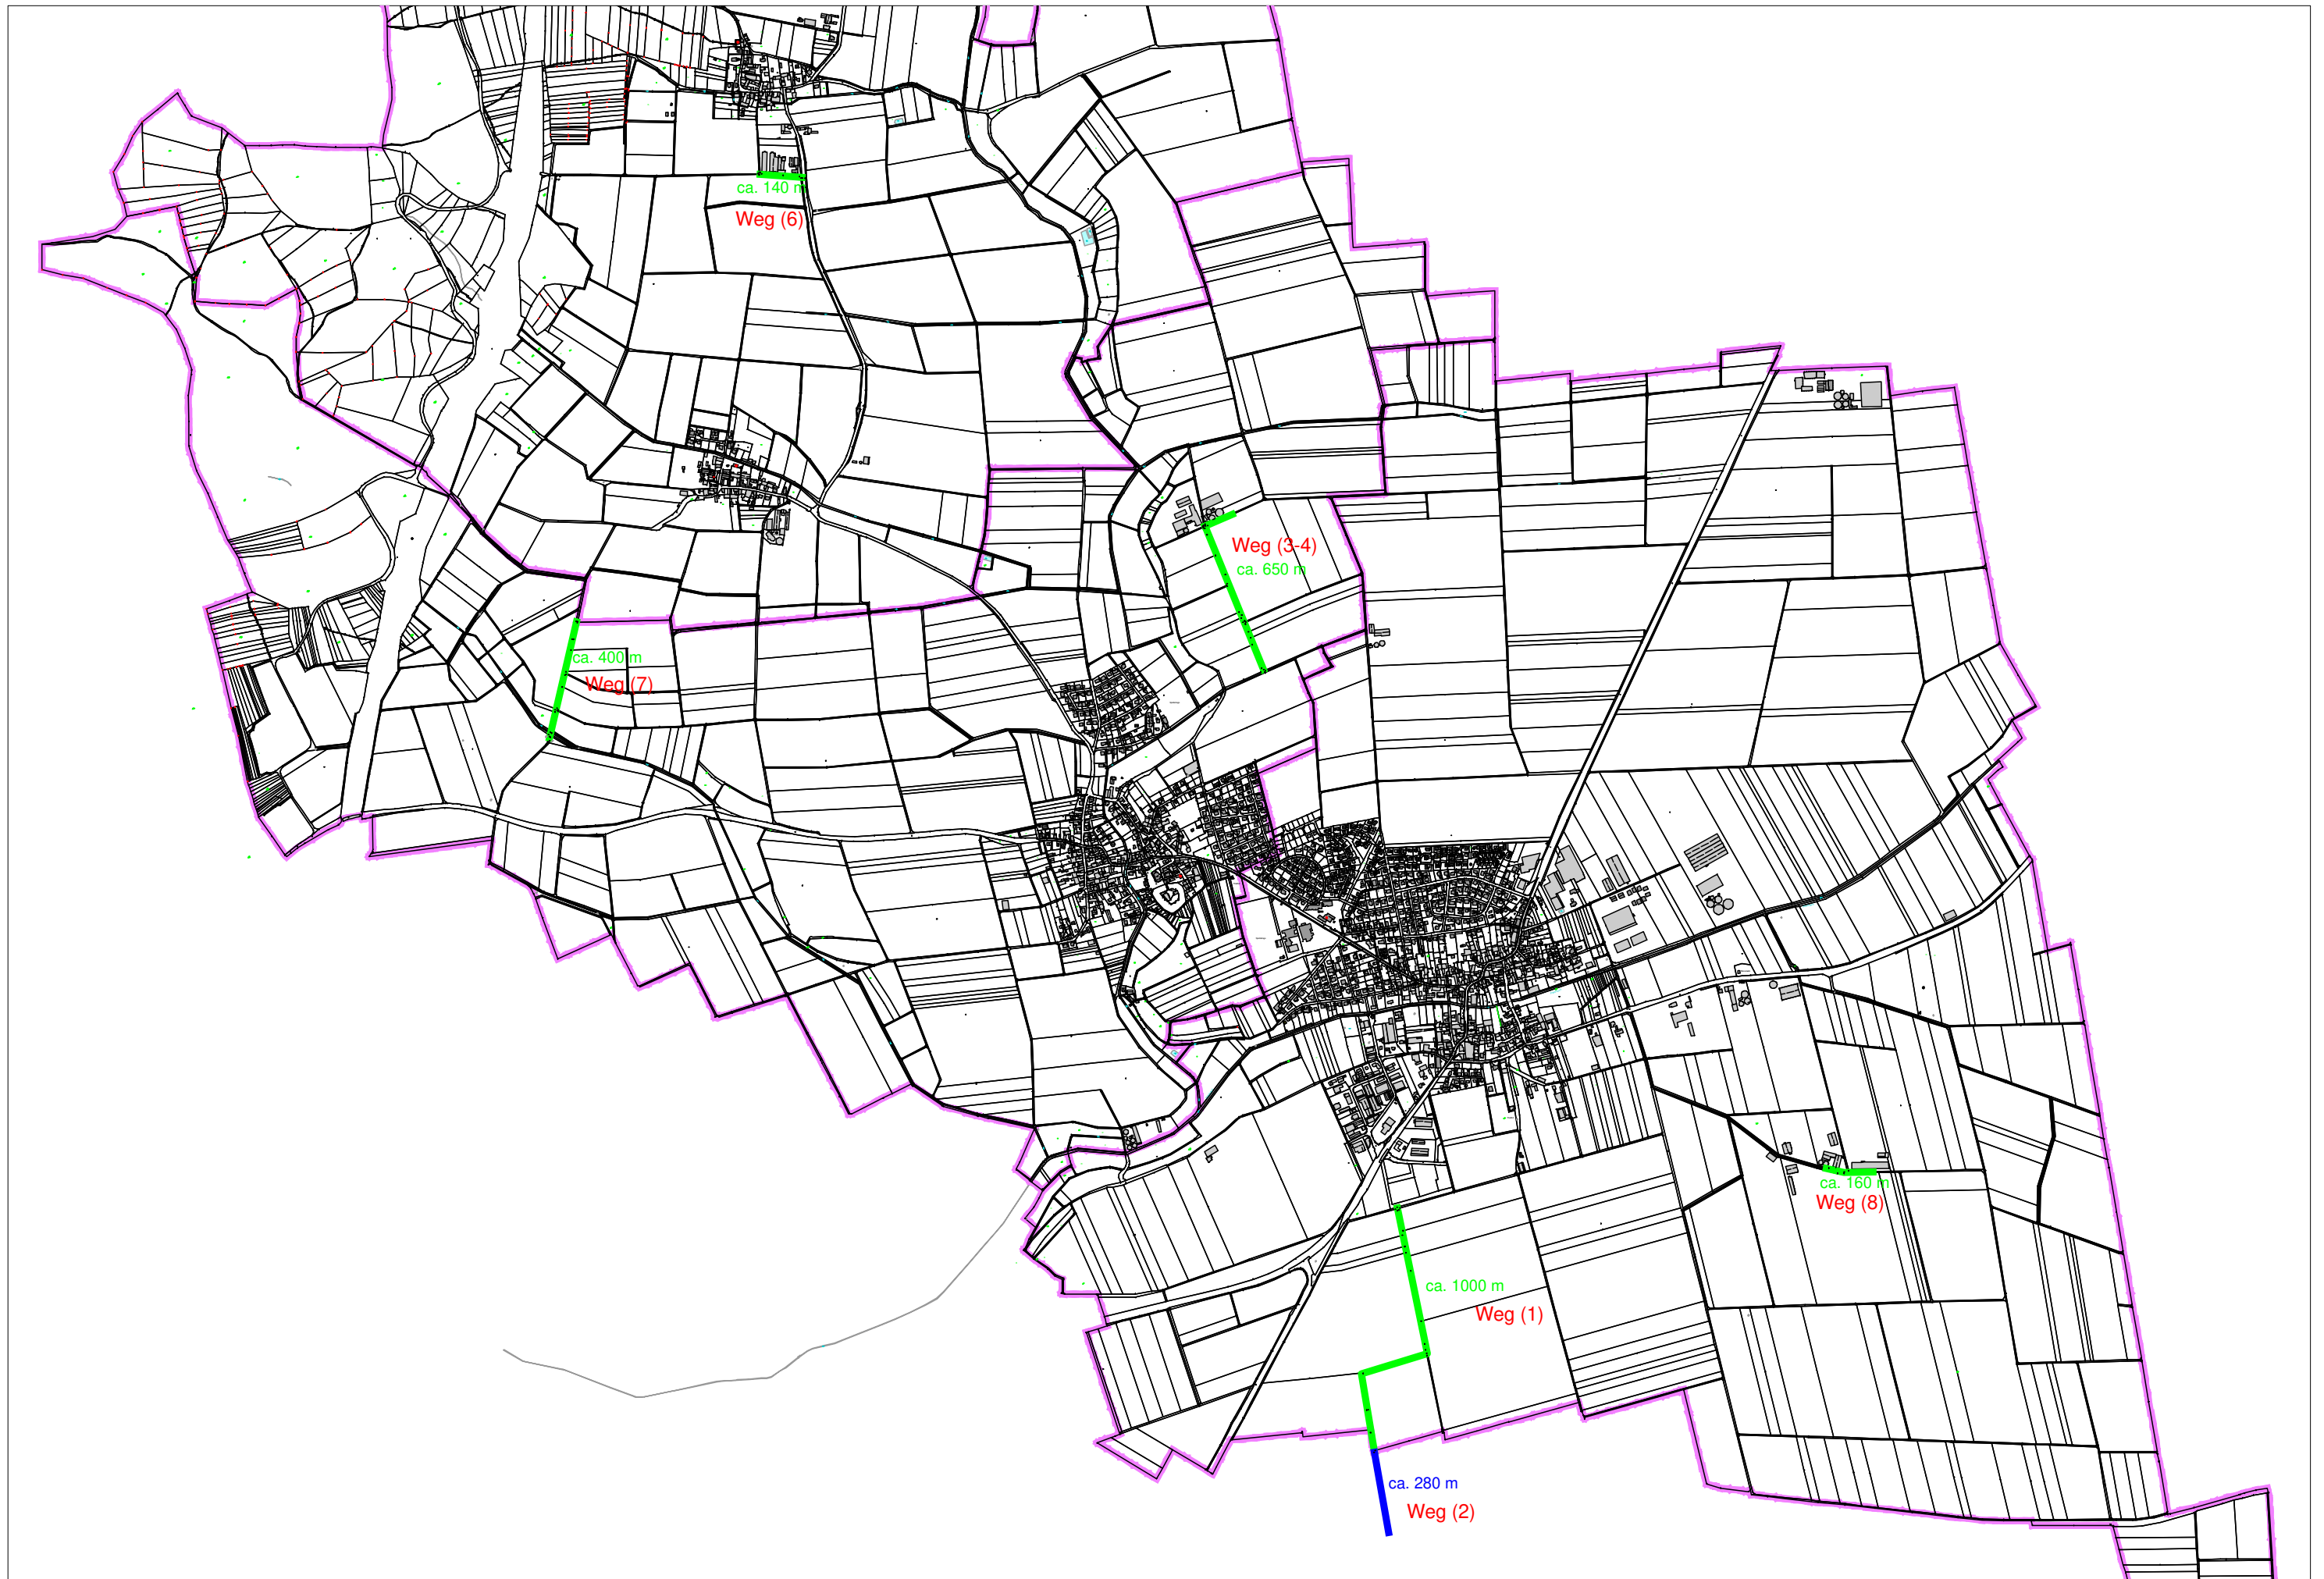 ca. 140 m
Weg (6)
Weg (3-4)
ca. 650 m
ca. 400 m
Weg (7)
ca. 160 m
Weg (8)
ca. 1000 m
Weg (1)
ca. 280 m
Weg (2)